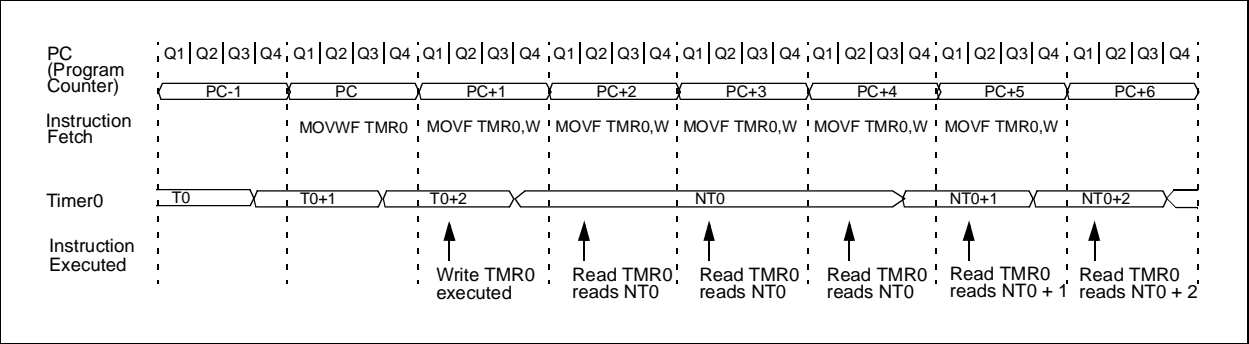 PC
(Program
Counter)
Q1 Q2 Q3 Q4 Q1 Q2 Q3 Q4 Q1 Q2 Q3 Q4 Q1 Q2 Q3 Q4 Q1 Q2 Q3 Q4 Q1 Q2 Q3 Q4 Q1 Q2 Q3 Q4 Q1 Q2 Q3 Q4
PC-1 PC PC+1 PC+2 PC+3 PC+4 PC+5 PC+6
Instruction
Fetch
MOVWF TMR0 MOVF TMR0,W MOVF TMR0,W MOVF TMR0,W MOVF TMR0,W MOVF TMR0,W
Timer0
T0 T0+1 T0+2 NT0 NT0+1 NT0+2
Instruction
Executed
Write TMR0
executed
Read TMR0
reads NT0
Read TMR0
reads NT0
Read TMR0
reads NT0
Read TMR0
reads NT0 + 1
Read TMR0
reads NT0 + 2